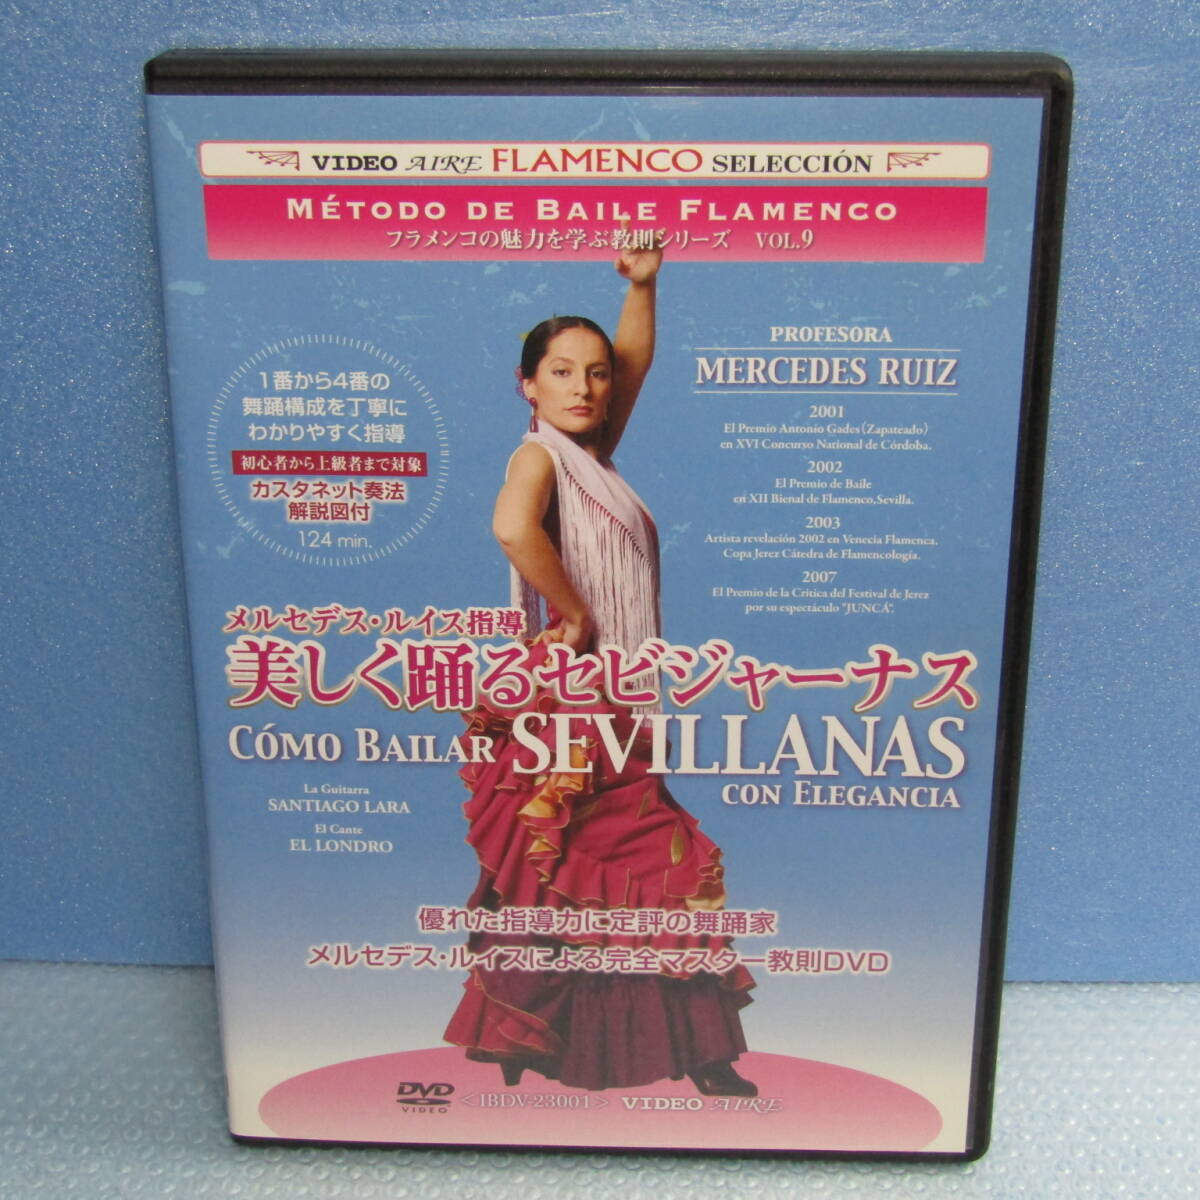 VIDEO AIRE FLAMENCO SELECCIÓN
MÉTODO DE BAILE FLAMENCO
フラメンコの魅力を学ぶ教則シリーズ VOL.9
PROFESORA
MERCEDES RUIZ
2001
El Premio Antonio Gades(Zapateado)
en XVI Concurso National de Córdoba.
2002
El Premio de Baile
en XII Bienal de Flamenco,Sevilla.
2003
Artista revelación 2002 en Venecia Flamenca.
Copa Jerez Cátedra de Flamencología.
2007
El Premio de la Crítica del Festival de Jerez
por su espectáculo "JUNCÁ".
1番から4番の
舞踊構成を丁寧に
わかりやすく指導
初心者から上級者まで対象
カスタネット奏法
解説図付
124 min.
メルセデス・ルイス指導
美しく踊るセビジャーナス
CÓMO BAILAR SEVILLANAS
CON ELEGANCIA
La Guitarra
SANTIAGO LARA
El Cante
EL LONDRO
優れた指導力に定評の舞踊家
メルセデス・ルイスによる完全マスター教則DVD
DVD
VIDEO
<IBDV-23001> VIDEO AIRE